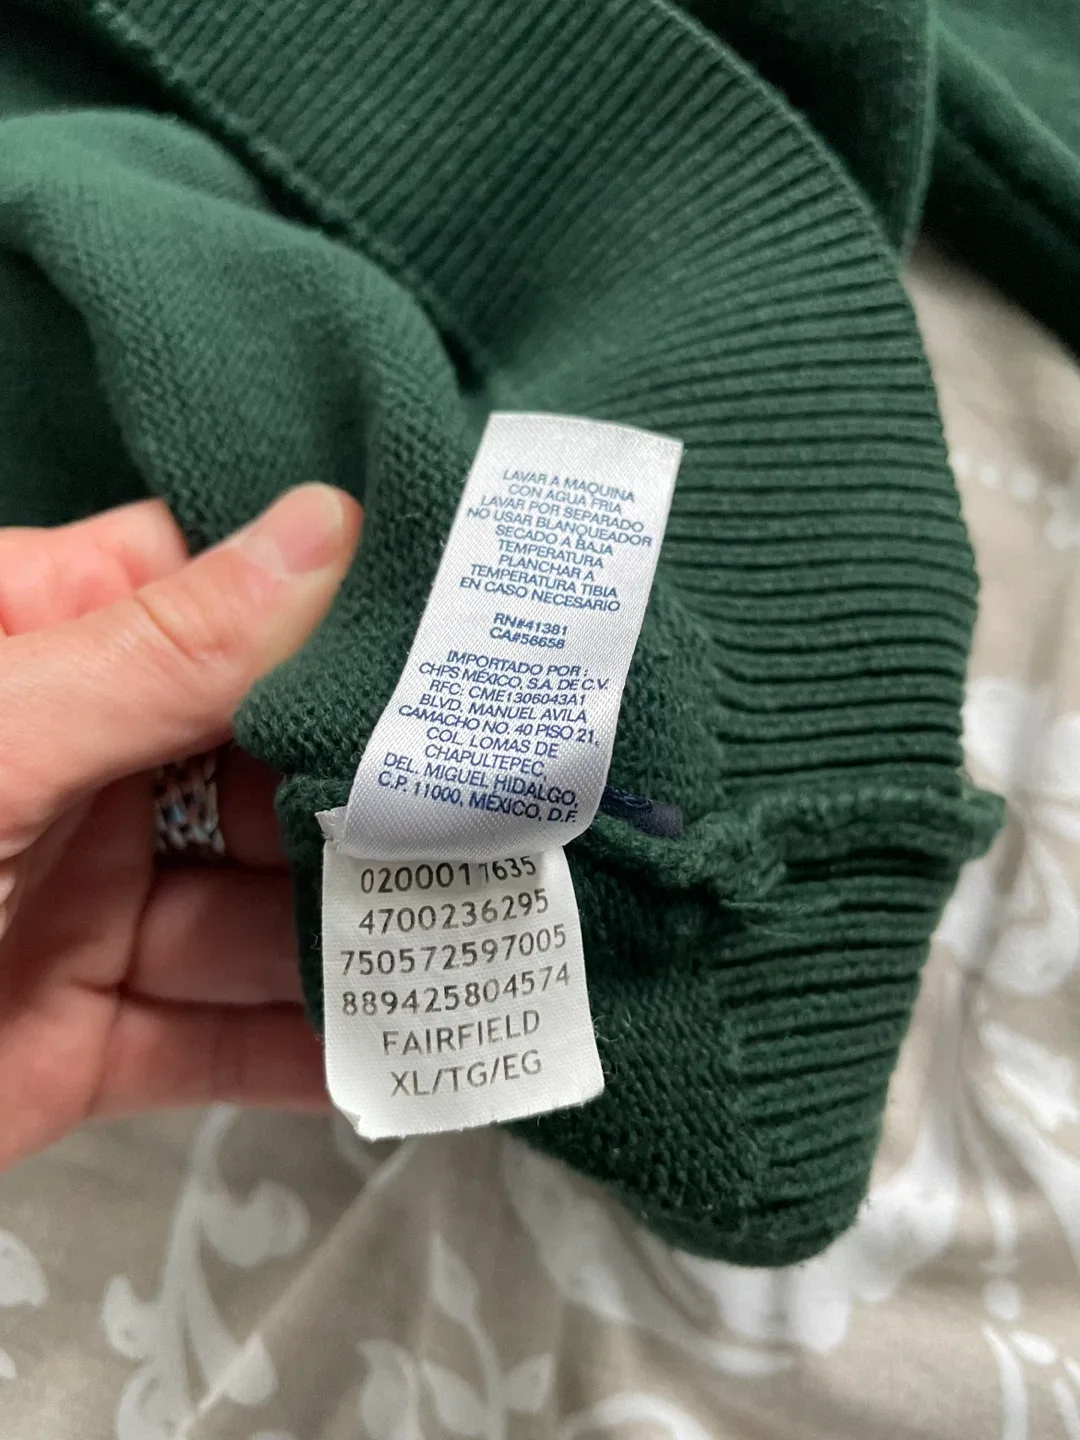 LAVAR A MAQUINA
CON AGUA FRIA
LAVAR POR SEPARADO
NO USAR BLANQUEADOR
SECADO A BAJA
TEMPERATURA
PLANCHAR A
TEMPERATURA TIBIA
EN CASO NECESARIO
RN#41381
CA#56658
IMPORTADO POR:
CHPS MÉXICO, S.A. DE C.V.
RFC: CME1306043A1
BLVD. MANUEL AVILA
CAMACHO NO. 40 PISO 21,
COL. LOMAS DE
CHAPULTEPEC,
DEL. MIGUEL HIDALGO,
C.P. 11000, MÉXICO, D.F.
0200017635
4700236295
750572597005
889425804574
FAIRFIELD
XL/TG/EG